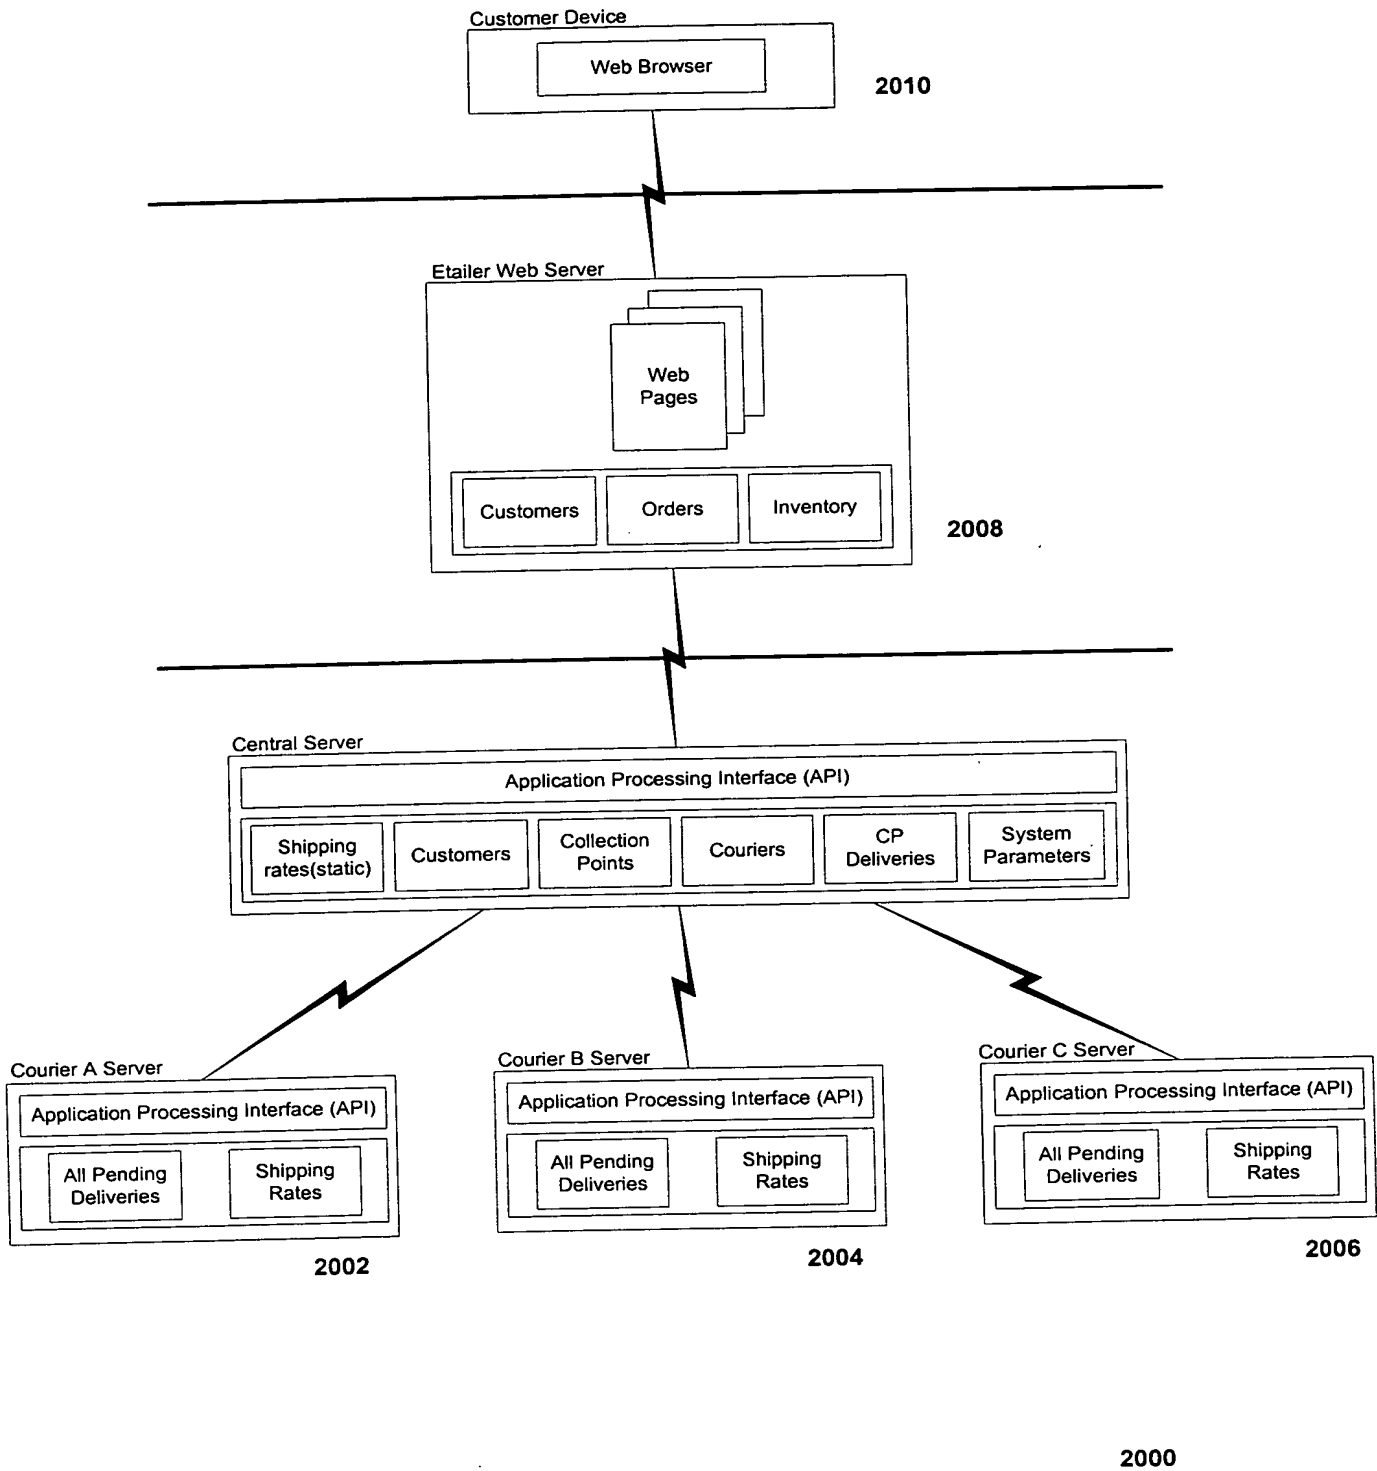 Customer Device
Web Browser
2010
Etailer Web Server
Web
Pages
Customers
Orders
Inventory
2008
Central Server
Application Processing Interface (API)
Shipping
rates(static)
Customers
Collection
Points
Couriers
CP
Deliveries
System
Parameters
Courier A Server
Application Processing Interface (API)
All Pending
Deliveries
Shipping
Rates
2002
Courier B Server
Application Processing Interface (API)
All Pending
Deliveries
Shipping
Rates
2004
Courier C Server
Application Processing Interface (API)
All Pending
Deliveries
Shipping
Rates
2006
2000